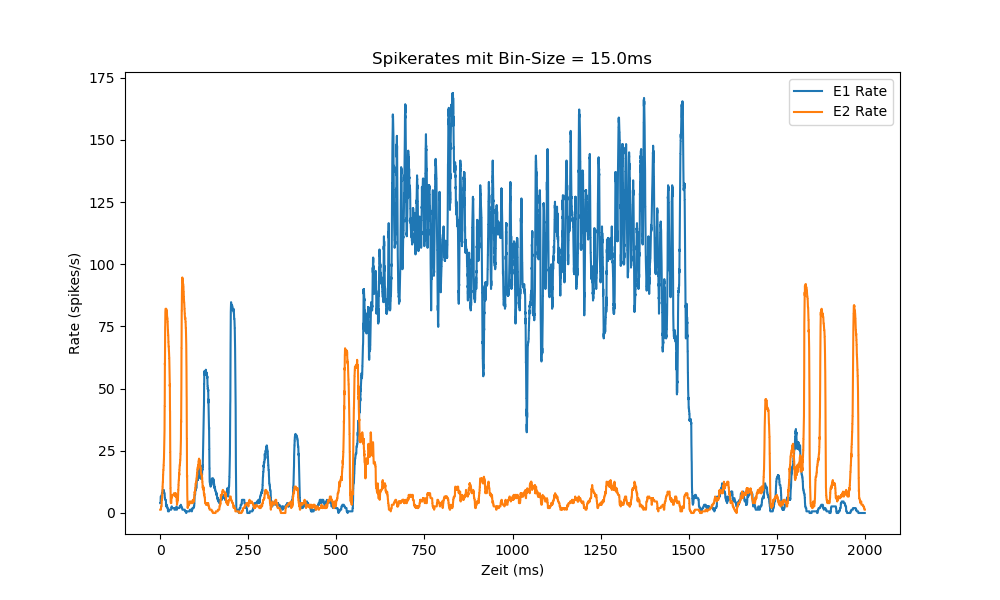 Spikerates mit Bin-Size = 15.0ms
E1 Rate
E2 Rate
175
150
125
100
75
50
25
0
Rate (spikes/s)
0 250 500 750 1000 1250 1500 1750 2000
Zeit (ms)